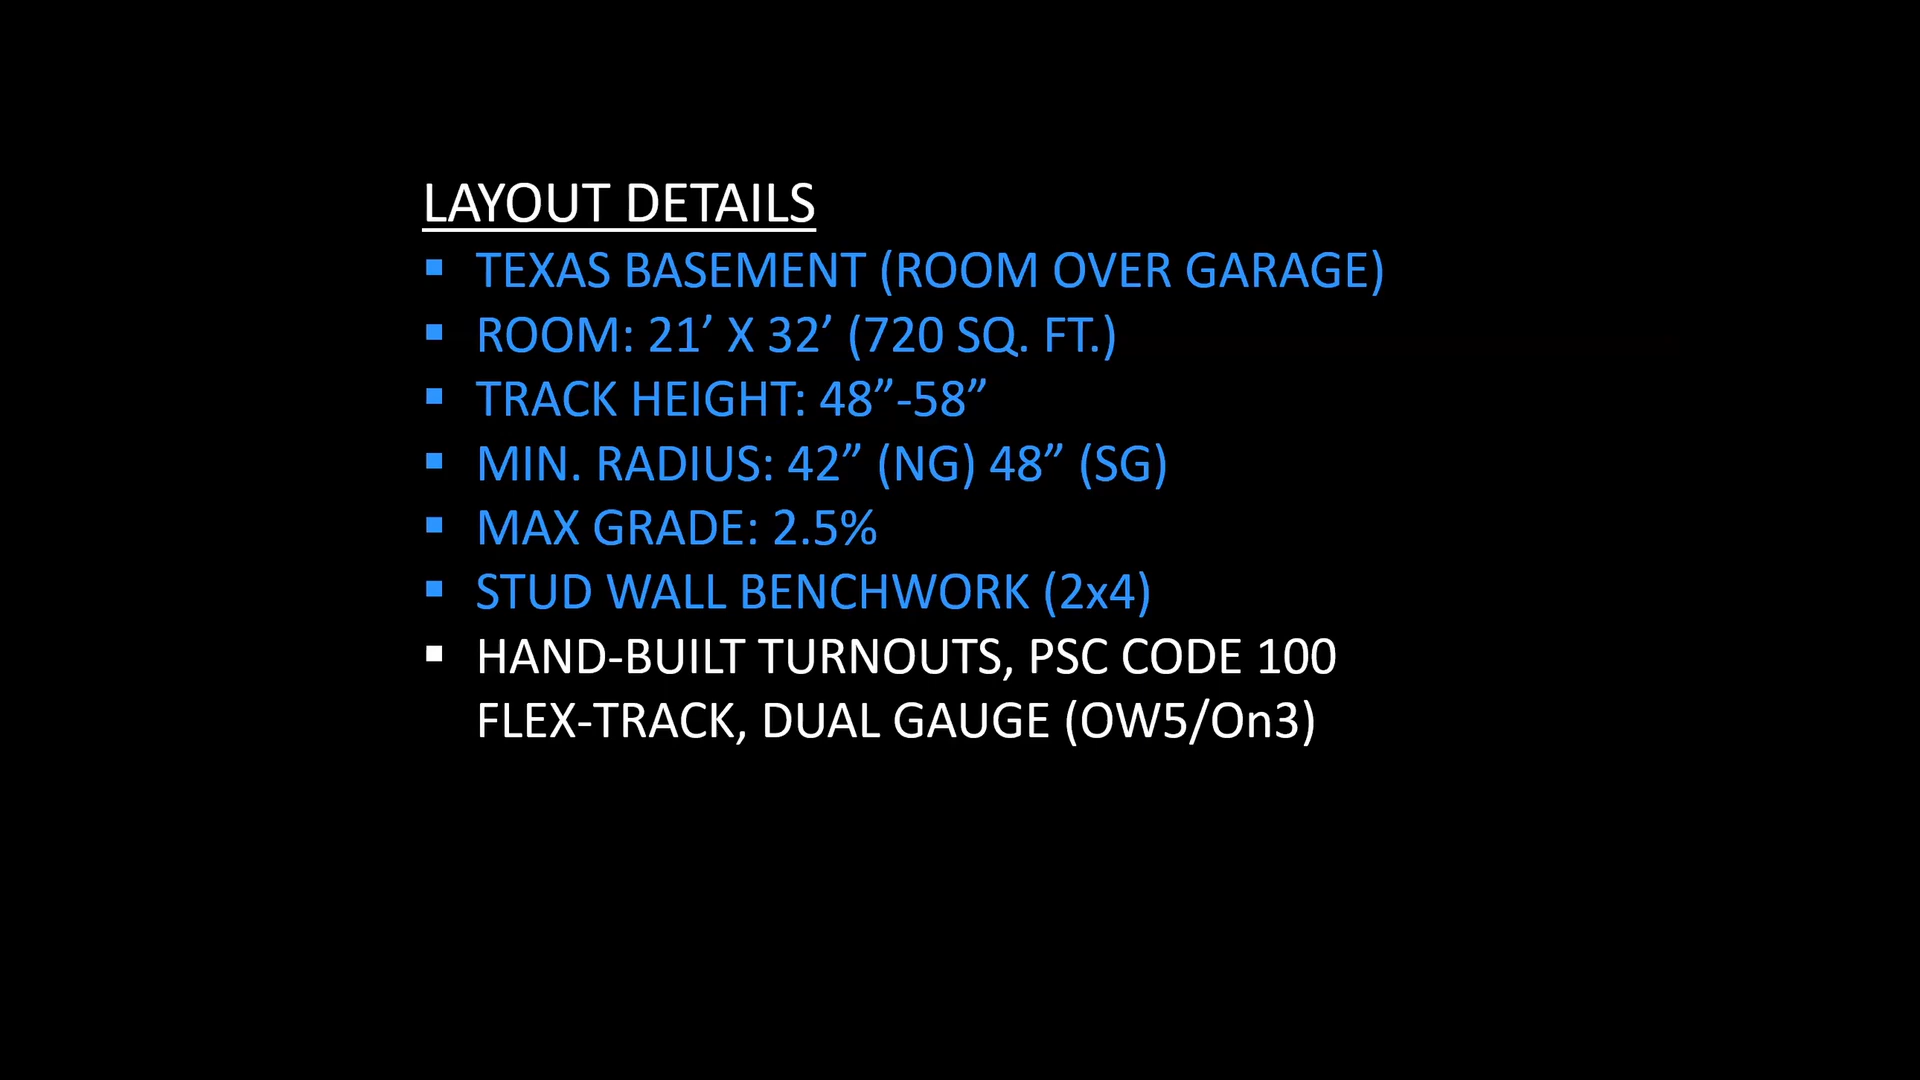 LAYOUT DETAILS
▪ TEXAS BASEMENT (ROOM OVER GARAGE)
▪ ROOM: 21’ X 32’ (720 SQ. FT.)
▪ TRACK HEIGHT: 48”-58”
▪ MIN. RADIUS: 42” (NG) 48” (SG)
▪ MAX GRADE: 2.5%
▪ STUD WALL BENCHWORK (2x4)
▪ HAND-BUILT TURNOUTS, PSC CODE 100
FLEX-TRACK, DUAL GAUGE (OW5/On3)